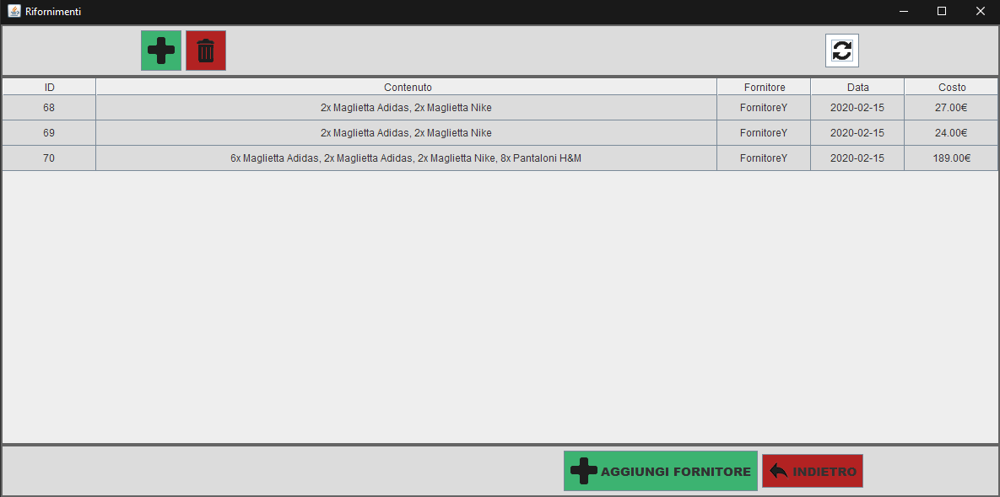 Rifornimenti
ID Contenuto Fornitore Data Costo
68 2x Maglietta Adidas, 2x Maglietta Nike FornitoreY 2020-02-15 27.00€
69 2x Maglietta Adidas, 2x Maglietta Nike FornitoreY 2020-02-15 24.00€
70 6x Maglietta Adidas, 2x Maglietta Adidas, 2x Maglietta Nike, 8x Pantaloni H&M FornitoreY 2020-02-15 189.00€
AGGIUNGI FORNITORE INDIETRO